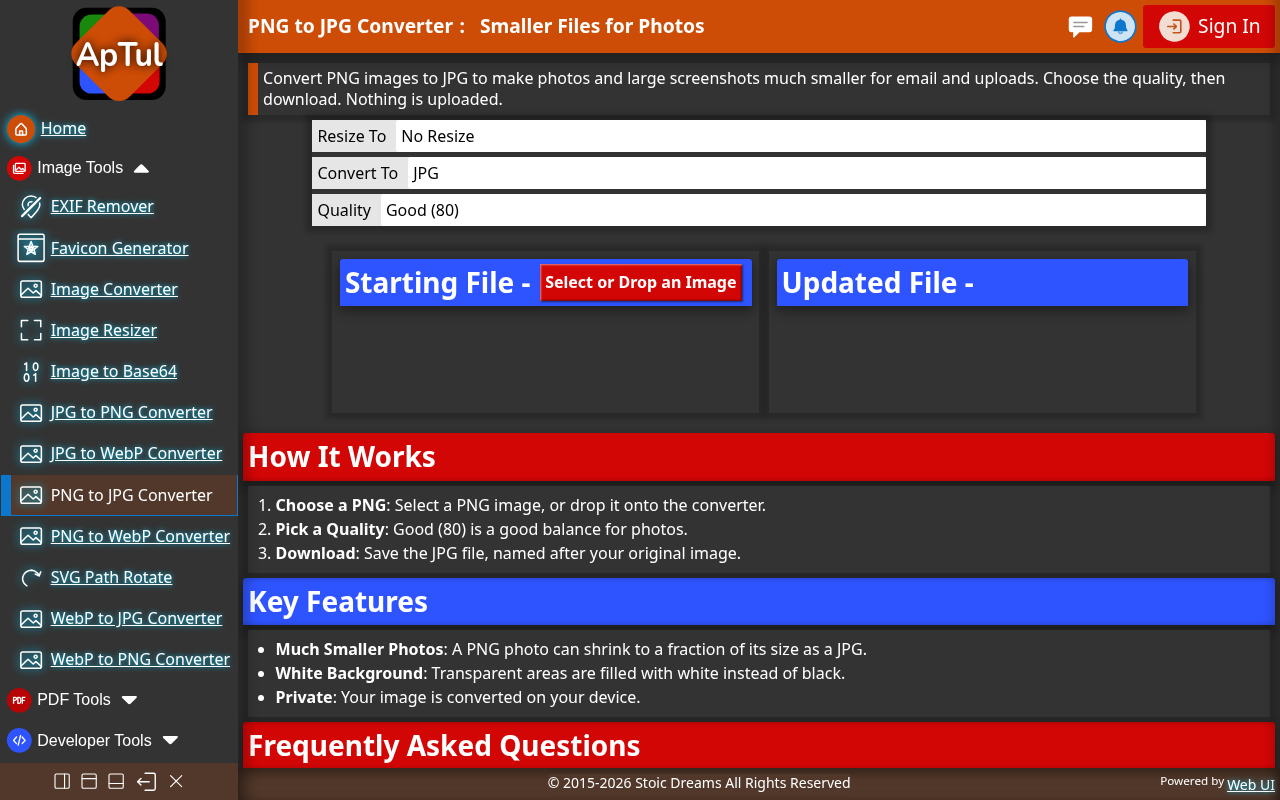 ApTul
Home
Image Tools
EXIF Remover
Favicon Generator
Image Converter
Image Resizer
Image to Base64
JPG to PNG Converter
JPG to WebP Converter
PNG to JPG Converter
PNG to WebP Converter
SVG Path Rotate
WebP to JPG Converter
WebP to PNG Converter
PDF PDF Tools
Developer Tools
PNG to JPG Converter : Smaller Files for Photos
Sign In
Convert PNG images to JPG to make photos and large screenshots much smaller for email and uploads. Choose the quality, then
download. Nothing is uploaded.
Resize To No Resize
Convert To JPG
Quality Good (80)
Starting File - Select or Drop an Image
Updated File -
How It Works
1. Choose a PNG: Select a PNG image, or drop it onto the converter.
2. Pick a Quality: Good (80) is a good balance for photos.
3. Download: Save the JPG file, named after your original image.
Key Features
• Much Smaller Photos: A PNG photo can shrink to a fraction of its size as a JPG.
• White Background: Transparent areas are filled with white instead of black.
• Private: Your image is converted on your device.
Frequently Asked Questions
© 2015-2026 Stoic Dreams All Rights Reserved
Powered by Web UI